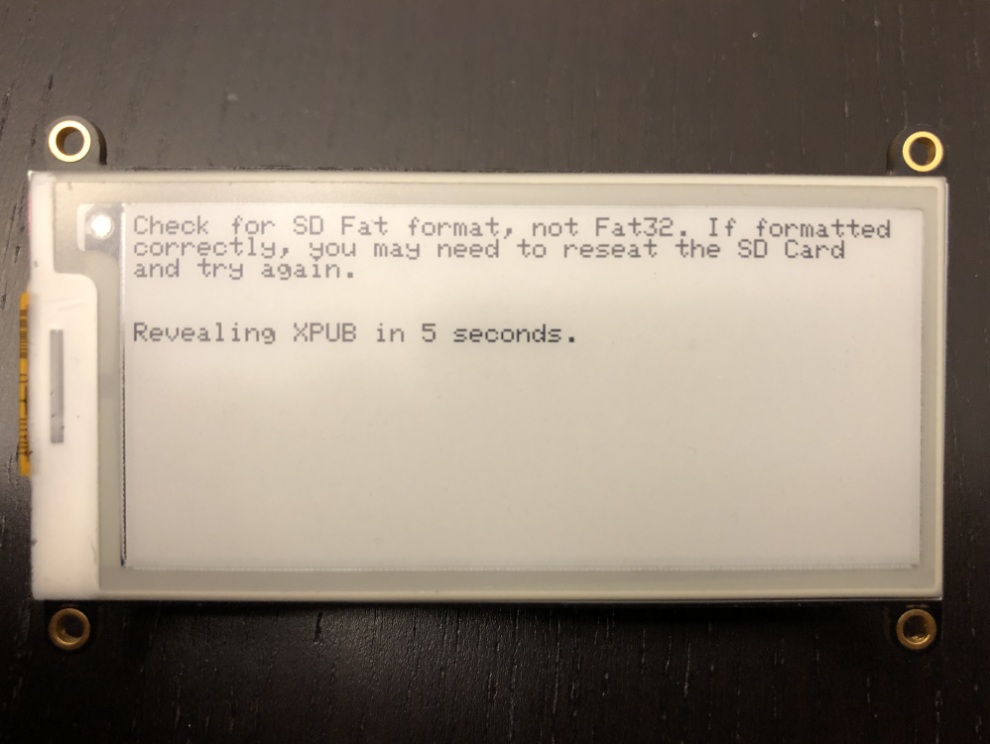 Check for SD Fat format, not Fat32. If formatted
correctly, you may need to reseat the SD Card
and try again.
Revealing XPUB in 5 seconds.